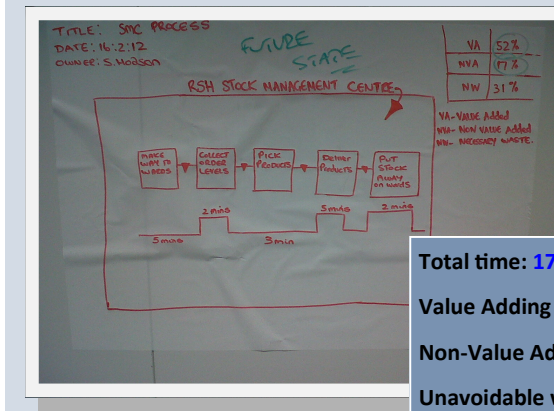 TITLE: SMC PROCESS
DATE: 16:2:12
OWNER: S. Hodson
FUTURE
STATE
VA 52%
NVA 17%
NW 31%
VA - VALUE Added
NVA - NON VALUE Added
NW - NECESSARY WASTE.
RSH STOCK MANAGEMENT CENTRE
MAKE WAY TO WARDS
COLLECT ORDER LEVELS
PICK PRODUCTS
Deliver Products
PUT STOCK AWAY ON WARDS
2 mins
5 mins
2 mins
5 mins
3 min
Total time: 17
Value Adding
Non-Value Ad
Unavoidable